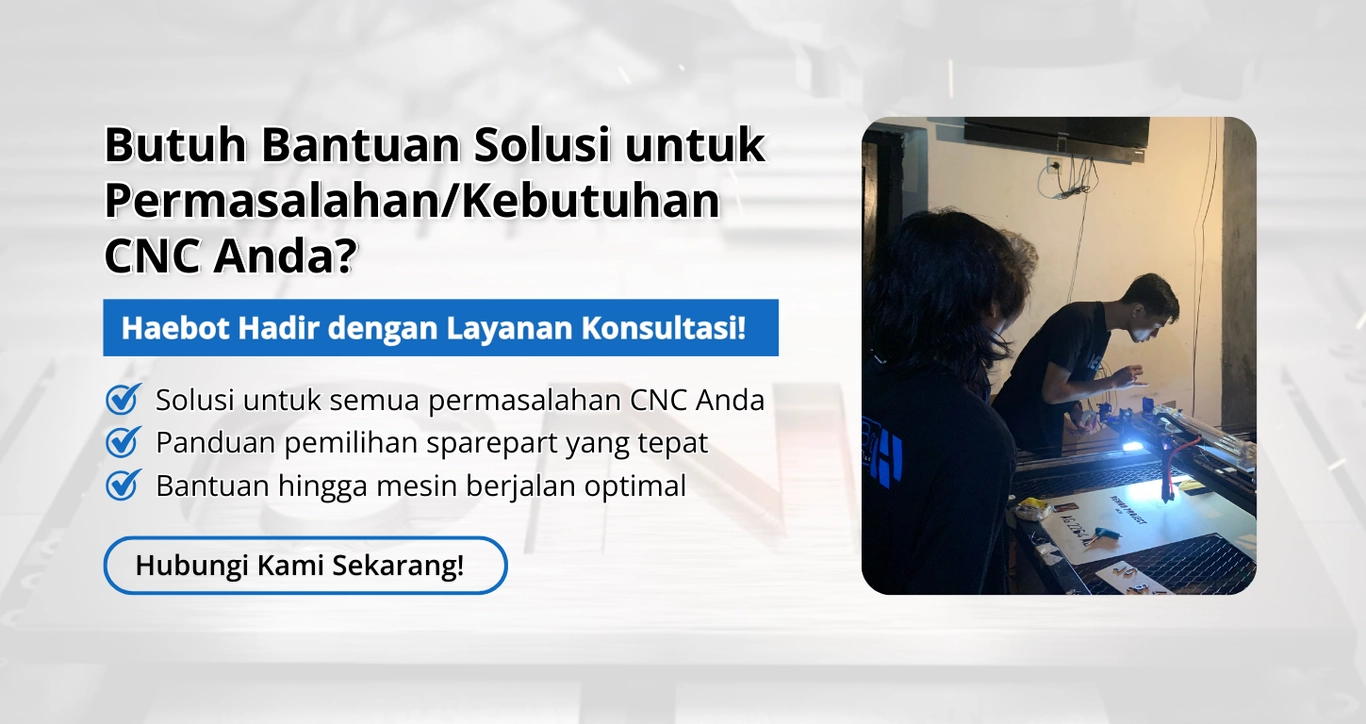 Butuh Bantuan Solusi untuk
Permasalahan/Kebutuhan
CNC Anda?
Haebot Hadir dengan Layanan Konsultasi!
Solusi untuk semua permasalahan CNC Anda
Panduan pemilihan sparepart yang tepat
Bantuan hingga mesin berjalan optimal
Hubungi Kami Sekarang!